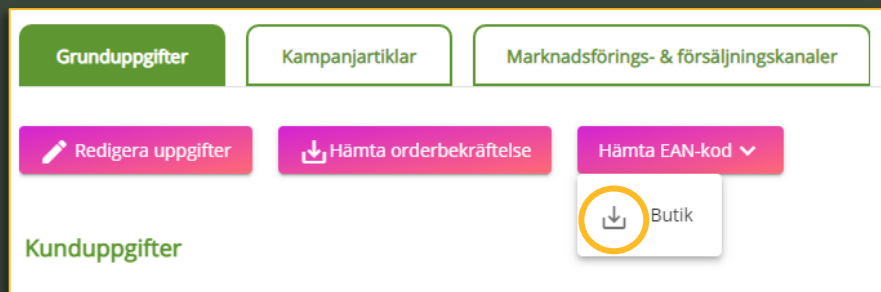 Grunduppgifter Kampanjartiklar Marknadsförings- & försäljningskanaler
Redigera uppgifter Hämta orderbekräftelse Hämta EAN-kod
Butik
Kunduppgifter